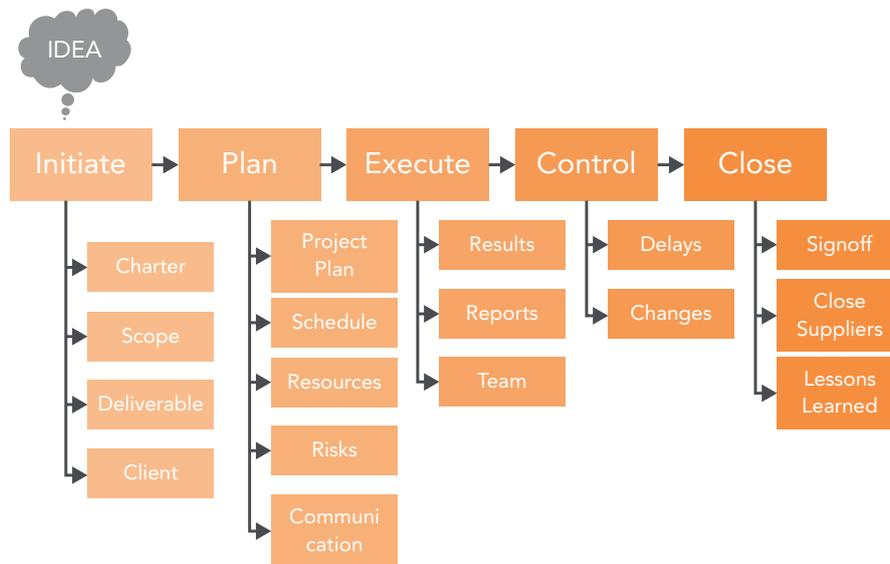 IDEA
Initiate
Plan
Execute
Control
Close
Charter
Scope
Deliverable
Client
Project
Plan
Schedule
Resources
Risks
Communi
cation
Results
Reports
Team
Delays
Changes
Signoff
Close
Suppliers
Lessons
Learned